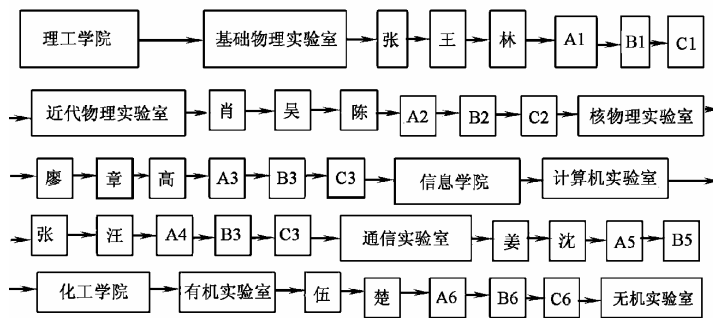 理工学院 基础物理实验室 张 王 林 A1 B1 C1
近代物理实验室 肖 吴 陈 A2 B2 C2 核物理实验室
廖 章 高 A3 B3 C3 信息学院 计算机实验室
张 汪 A4 B3 C3 通信实验室 姜 沈 A5 B5
化工学院 有机实验室 伍 楚 A6 B6 C6 无机实验室